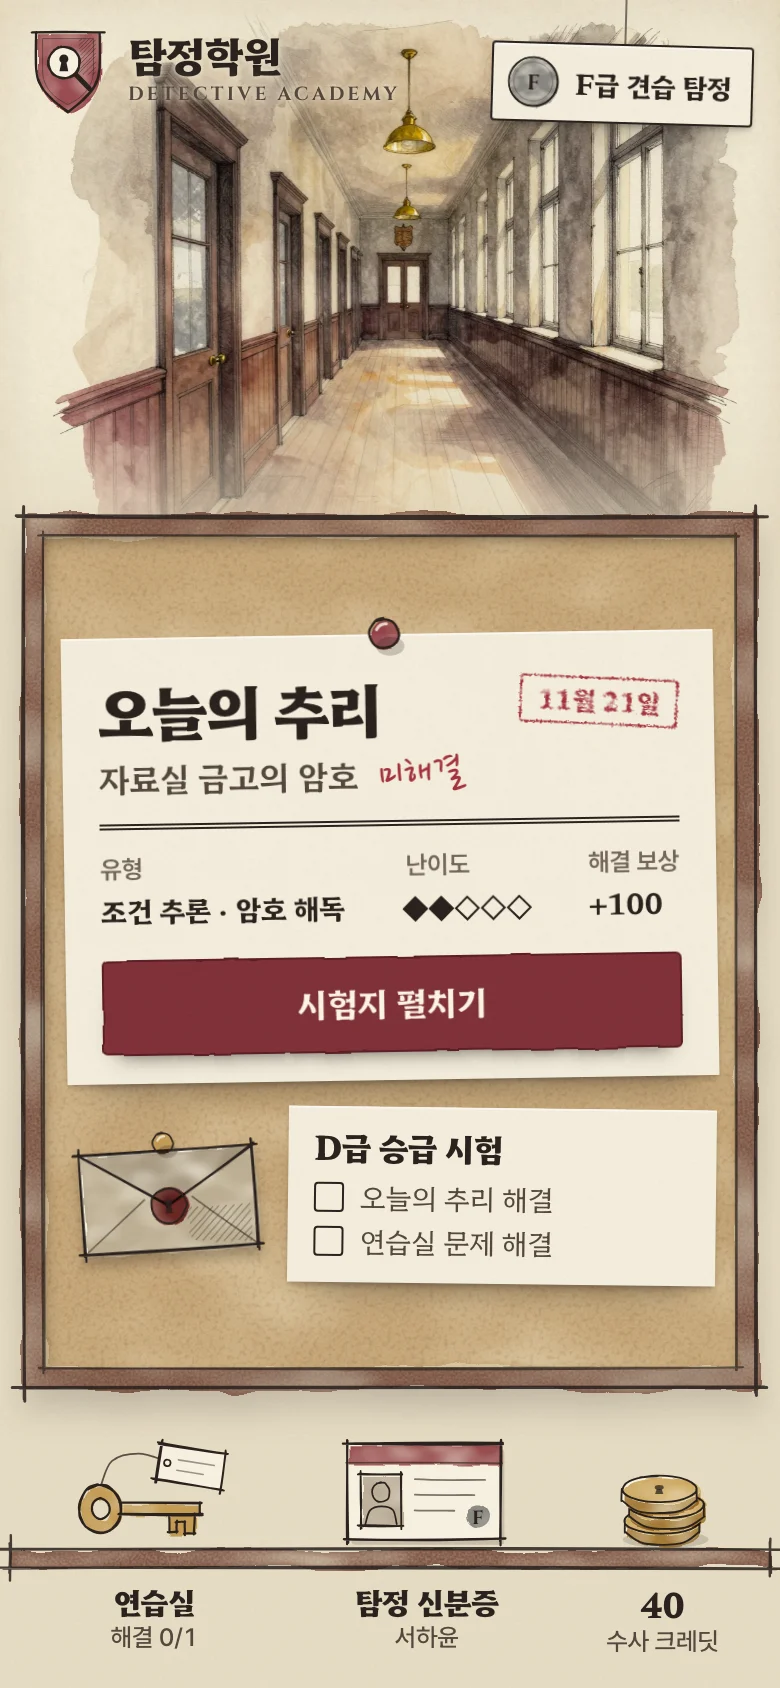 탐정학원
DETECTIVE ACADEMY
F
F급 견습 탐정
오늘의 추리
11월 21일
자료실 금고의 암호 미해결
유형 난이도 해결 보상
조건 추론 · 암호 해독 ◆◆◇◇◇ +100
시험지 펼치기
D급 승급 시험
오늘의 추리 해결
연습실 문제 해결
F
연습실
해결 0/1
탐정 신분증
서하윤
40
수사 크레딧